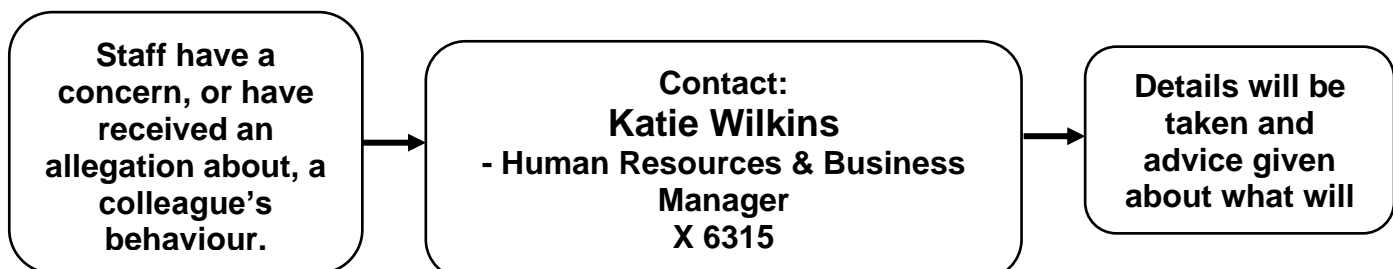 Staff have a
concern, or have
received an
allegation about, a
colleague’s
behaviour.
Contact:
Katie Wilkins
- Human Resources & Business
Manager
X 6315
Details will be
taken and
advice given
about what will